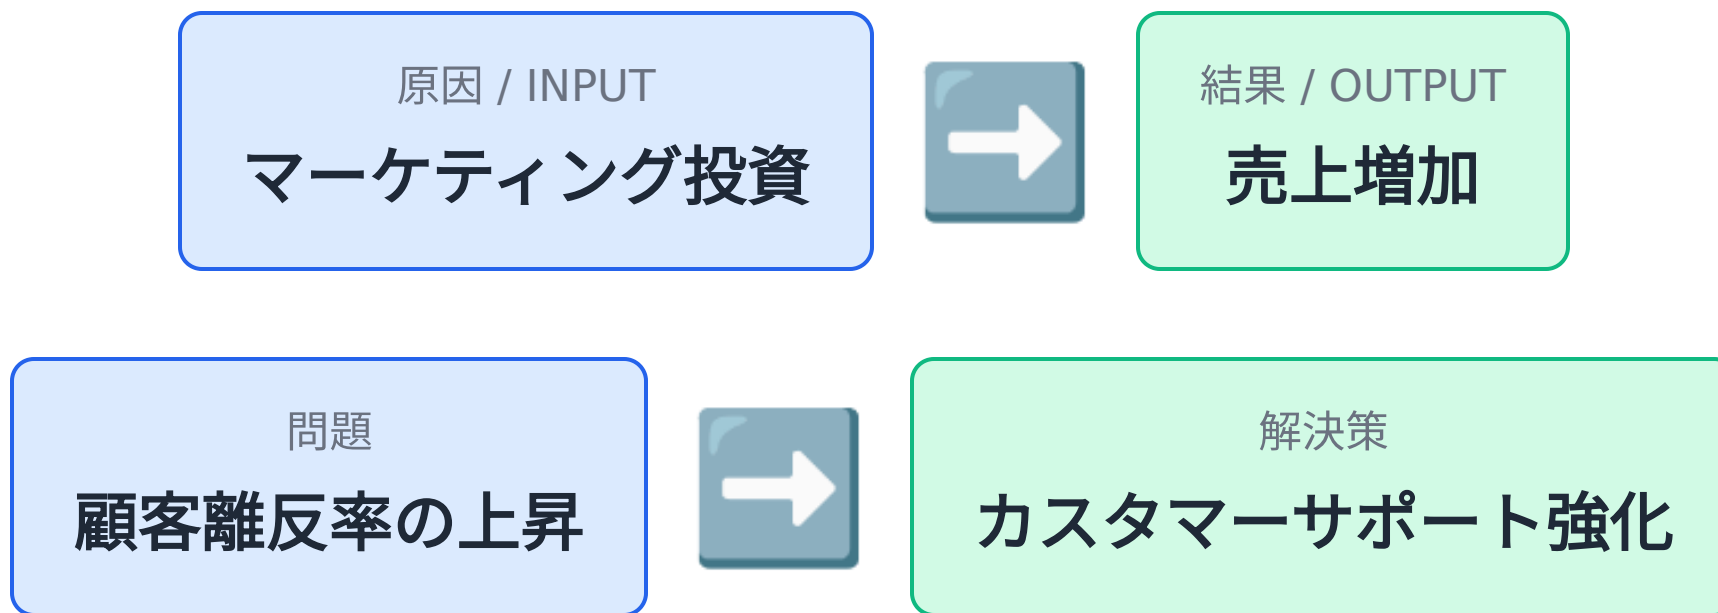 原因 / INPUT
マーケティング投資
結果 / OUTPUT
売上増加
問題
顧客離反率の上昇
解決策
カスタマーサポート強化